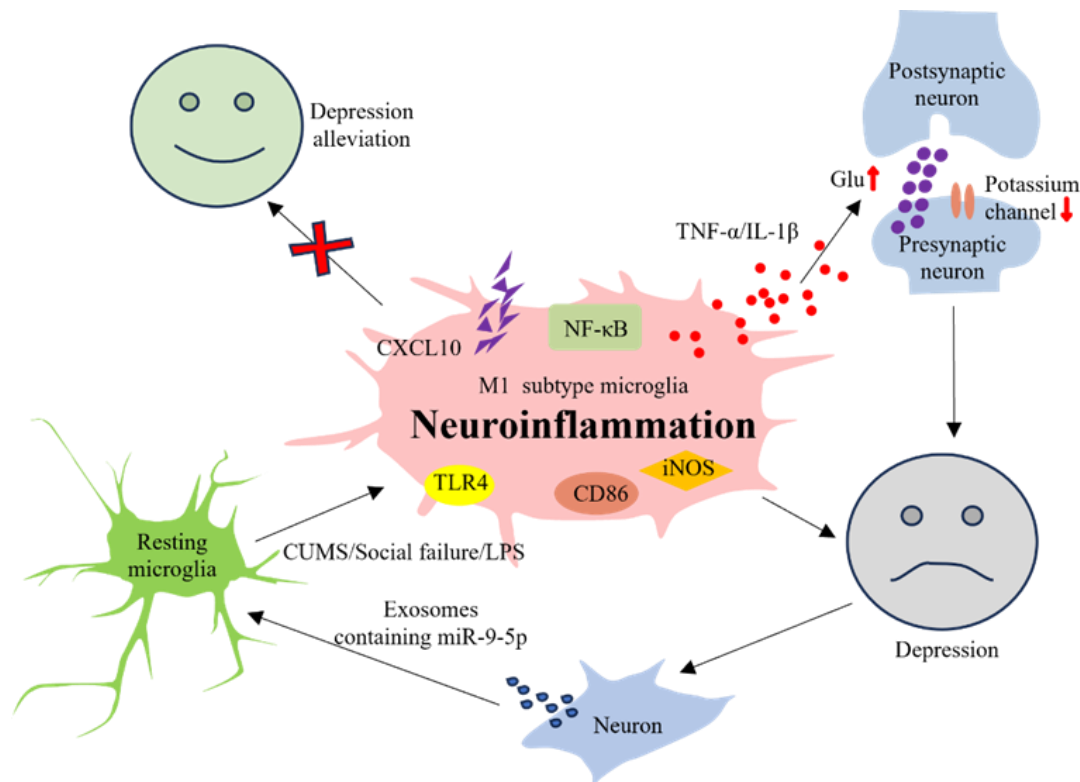 Postsynaptic
neuron
Depression
alleviation
Glu
Potassium
channel
TNF-α/IL-1β
Presynaptic
neuron
NF-κB
CXCL10
M1 subtype microglia
Neuroinflammation
iNOS
TLR4
CD86
Resting
microglia
CUMS/Social failure/LPS
Exosomes
containing miR-9-5p
Depression
Neuron